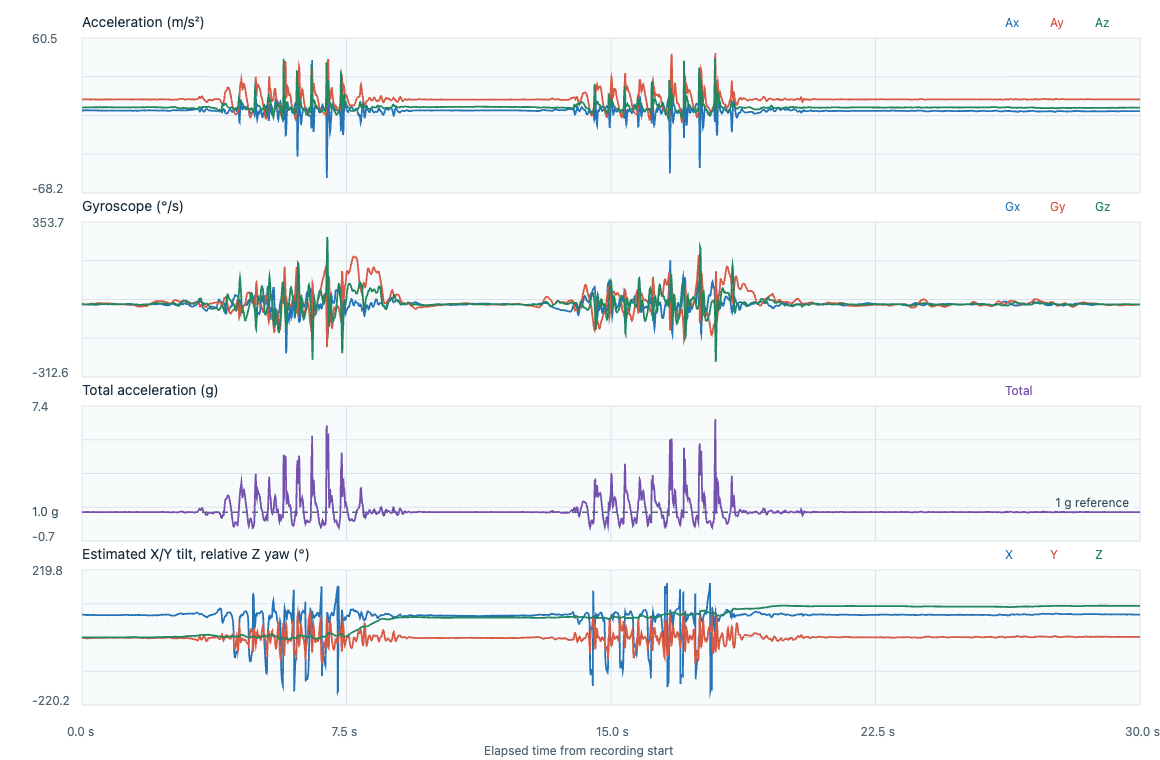 Acceleration (m/s²) Ax Ay Az
60.5
-68.2
Gyroscope (°/s) Gx Gy Gz
353.7
-312.6
Total acceleration (g) Total
7.4
1 g reference
1.0 g
-0.7
Estimated X/Y tilt, relative Z yaw (°) X Y Z
219.8
-220.2
0.0 s 7.5 s 15.0 s 22.5 s 30.0 s
Elapsed time from recording start